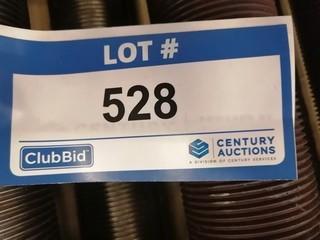 LOT #
528
ClubBid
CENTURY
AUCTIONS
A DIVISION OF CENTURY SERVICES